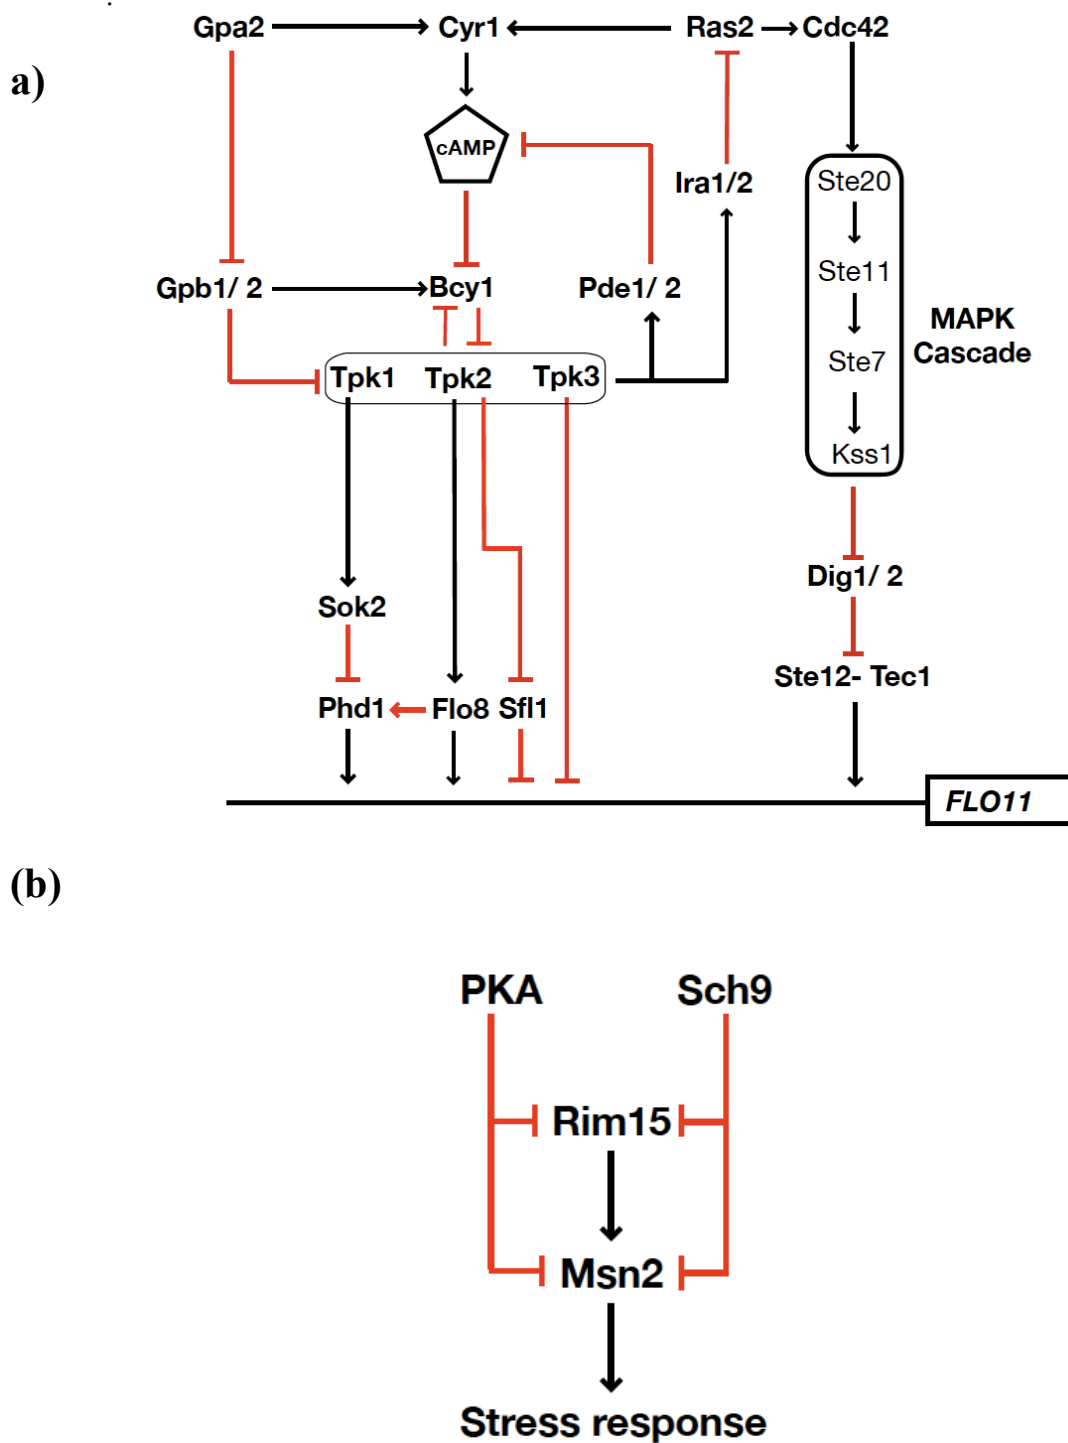 Gpa2 Cyr1 Ras2 Cdc42
a)
cAMP
Ira1/2 Ste20
Gpb1/ 2 Bcy1 Pde1/ 2 Ste11
MAPK
Cascade
Ste7
Tpk1 Tpk2 Tpk3
Kss1
Dig1/ 2
Sok2
Ste12- Tec1
Phd1 Flo8 Sfl1
FLO11
(b)
PKA Sch9
Rim15
Msn2
Stress response